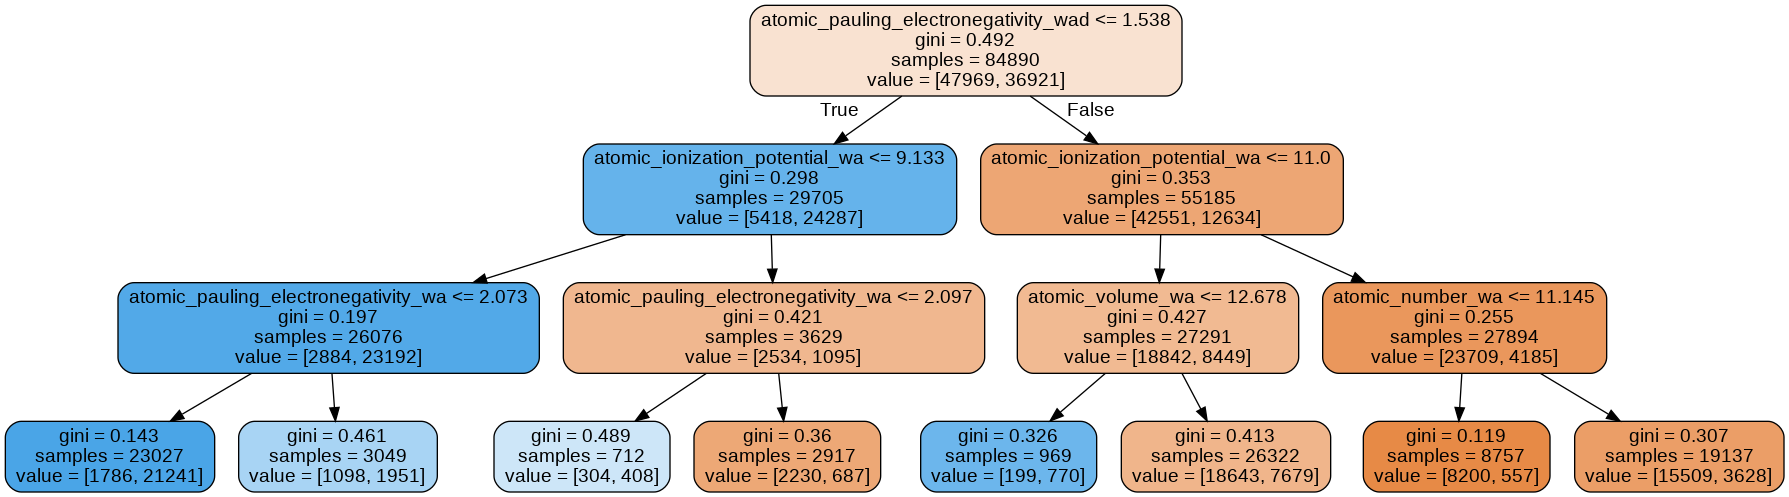 atomic_pauling_electronegativity_wad <= 1.538
gini = 0.492
samples = 84890
value = [47969, 36921]
True
False
atomic_ionization_potential_wa <= 9.133
gini = 0.298
samples = 29705
value = [5418, 24287]
atomic_ionization_potential_wa <= 11.0
gini = 0.353
samples = 55185
value = [42551, 12634]
atomic_pauling_electronegativity_wa <= 2.073
gini = 0.197
samples = 26076
value = [2884, 23192]
atomic_pauling_electronegativity_wa <= 2.097
gini = 0.421
samples = 3629
value = [2534, 1095]
atomic_volume_wa <= 12.678
gini = 0.427
samples = 27291
value = [18842, 8449]
atomic_number_wa <= 11.145
gini = 0.255
samples = 27894
value = [23709, 4185]
gini = 0.143
samples = 23027
value = [1786, 21241]
gini = 0.461
samples = 3049
value = [1098, 1951]
gini = 0.489
samples = 712
value = [304, 408]
gini = 0.36
samples = 2917
value = [2230, 687]
gini = 0.326
samples = 969
value = [199, 770]
gini = 0.413
samples = 26322
value = [18643, 7679]
gini = 0.119
samples = 8757
value = [8200, 557]
gini = 0.307
samples = 19137
value = [15509, 3628]